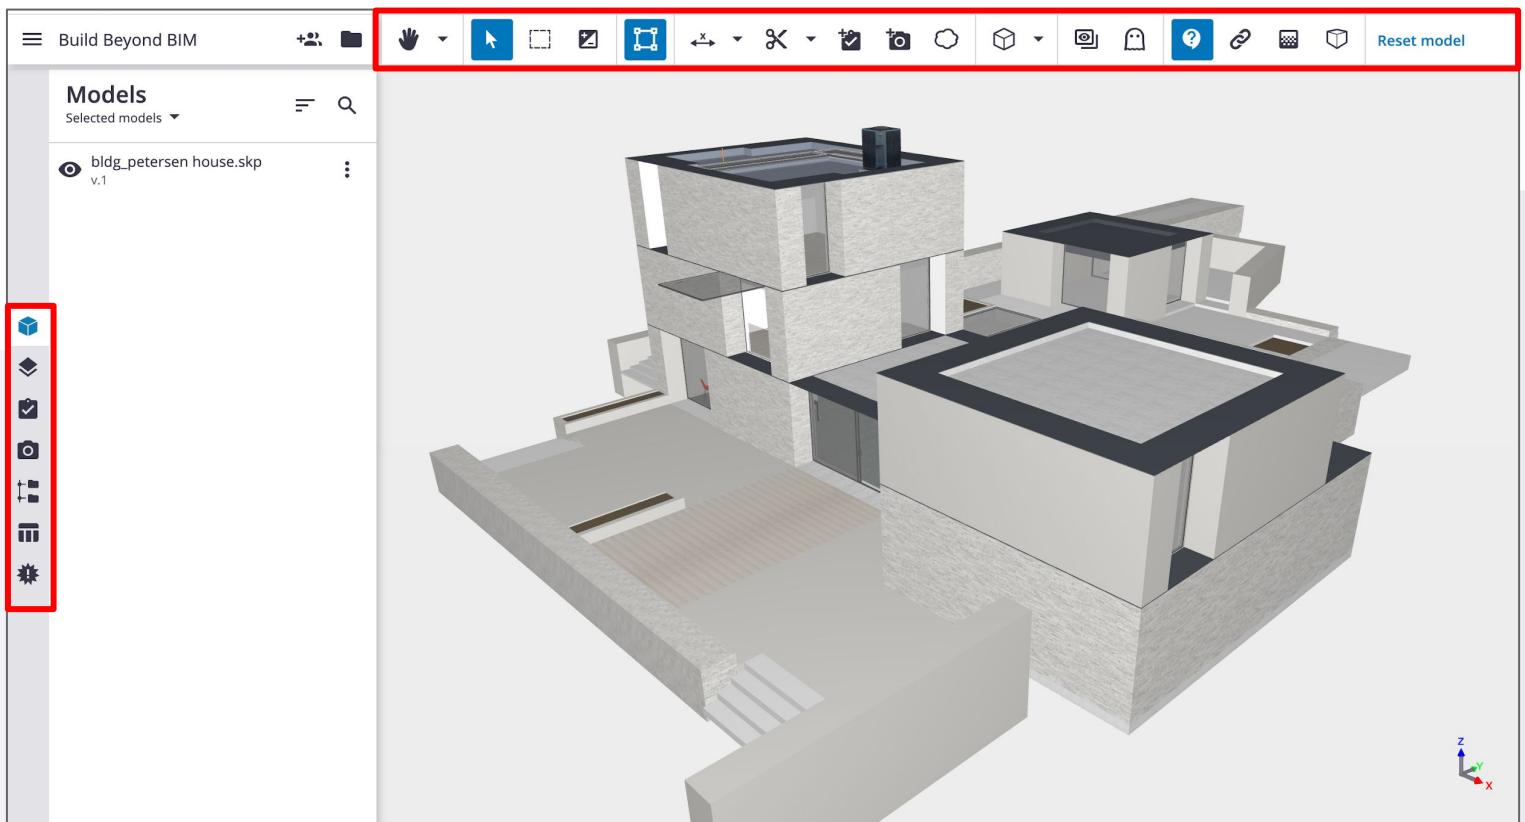 Build Beyond BIM
x
Reset model
Models
Selected models
bldg_petersen house.skp
v.1
Z
Y
X